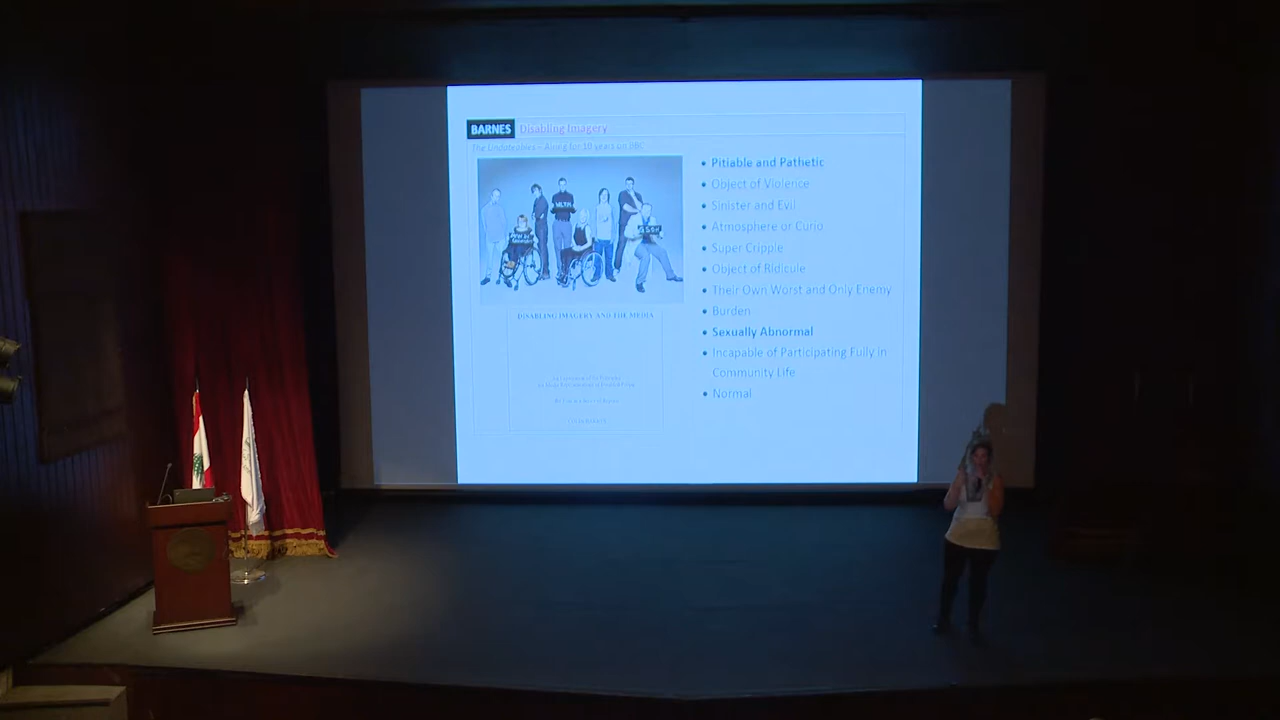 BARNES Disabling Imagery
The Undateables – Airing for 10 years on BBC
Pitiable and Pathetic
Object of Violence
Sinister and Evil
Atmosphere or Curio
Super Cripple
Object of Ridicule
Their Own Worst and Only Enemy
Burden
Sexually Abnormal
Incapable of Participating Fully in
Community Life
Normal
DISABLING IMAGERY AND THE MEDIA